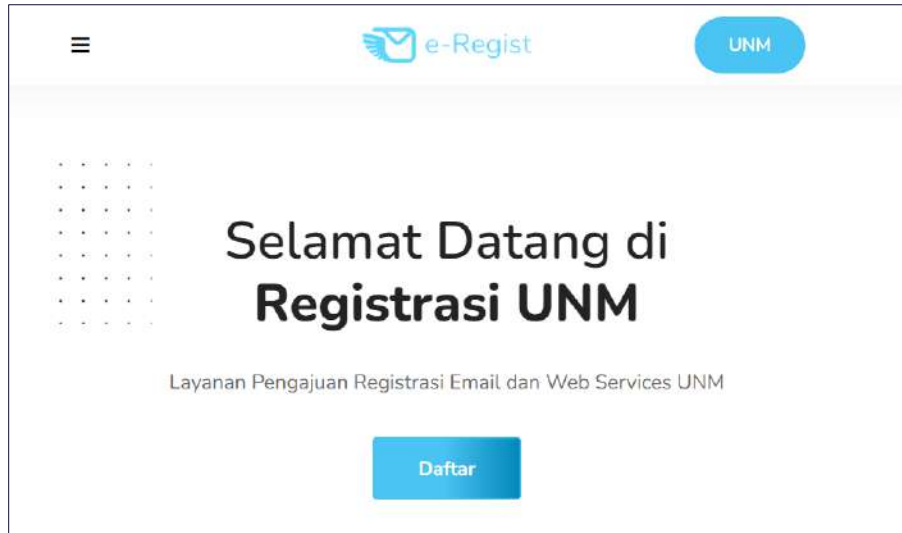 e-Regist
UNM
Selamat Datang di
Registrasi UNM
Layanan Pengajuan Registrasi Email dan Web Services UNM
Daftar